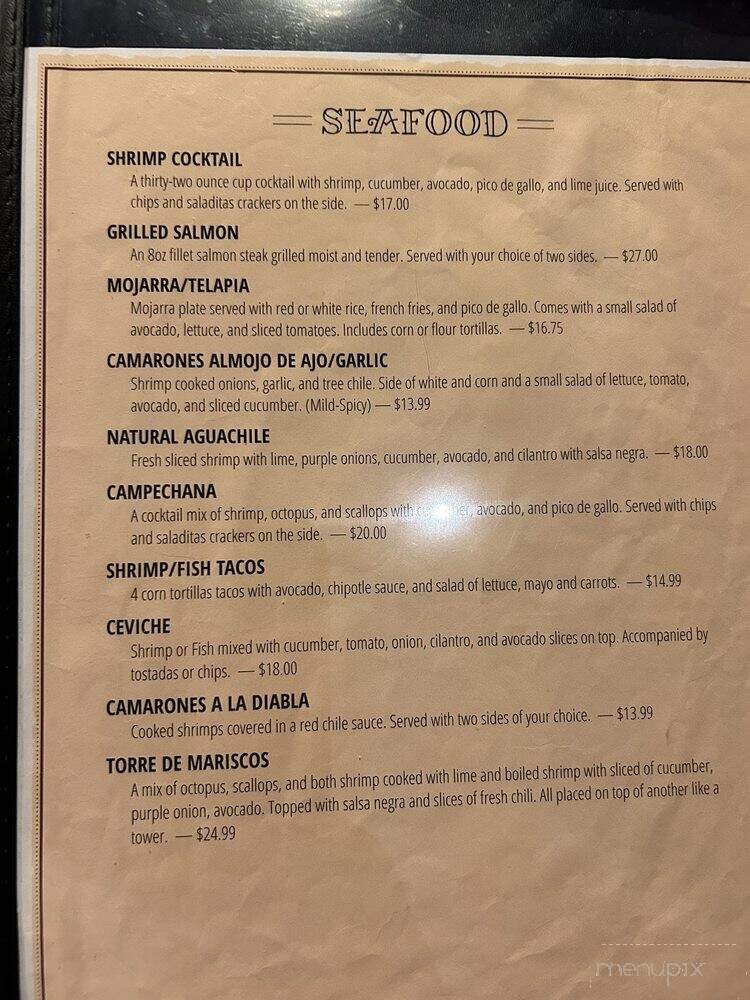 SEAFOOD
SHRIMP COCKTAIL
A thirty-two ounce cup cocktail with shrimp, cucumber, avocado, pico de gallo, and lime juice. Served with
chips and saladitas crackers on the side. — $17.00
GRILLED SALMON
An 8oz fillet salmon steak grilled moist and tender. Served with your choice of two sides. — $27.00
MOJARRA/TELAPIA
Mojarra plate served with red or white rice, french fries, and pico de gallo. Comes with a small salad of
avocado, lettuce, and sliced tomatoes. Includes corn or flour tortillas. — $16.75
CAMARONES ALMOJO DE AJO/GARLIC
Shrimp cooked onions, garlic, and tree chile. Side of white and corn and a small salad of lettuce, tomato,
avocado, and sliced cucumber. (Mild-Spicy) — $13.99
NATURAL AGUACHILE
Fresh sliced shrimp with lime, purple onions, cucumber, avocado, and cilantro with salsa negra. — $18.00
CAMPECHANA
A cocktail mix of shrimp, octopus, and scallops with cucumber, avocado, and pico de gallo. Served with chips
and saladitas crackers on the side. — $20.00
SHRIMP/FISH TACOS
4 corn tortillas tacos with avocado, chipotle sauce, and salad of lettuce, mayo and carrots. — $14.99
CEVICHE
Shrimp or Fish mixed with cucumber, tomato, onion, cilantro, and avocado slices on top. Accompanied by
tostadas or chips. — $18.00
CAMARONES A LA DIABLA
Cooked shrimps covered in a red chile sauce. Served with two sides of your choice. — $13.99
TORRE DE MARISCOS
A mix of octopus, scallops, and both shrimp cooked with lime and boiled shrimp with sliced of cucumber,
purple onion, avocado. Topped with salsa negra and slices of fresh chili. All placed on top of another like a
tower. — $24.99
menupix